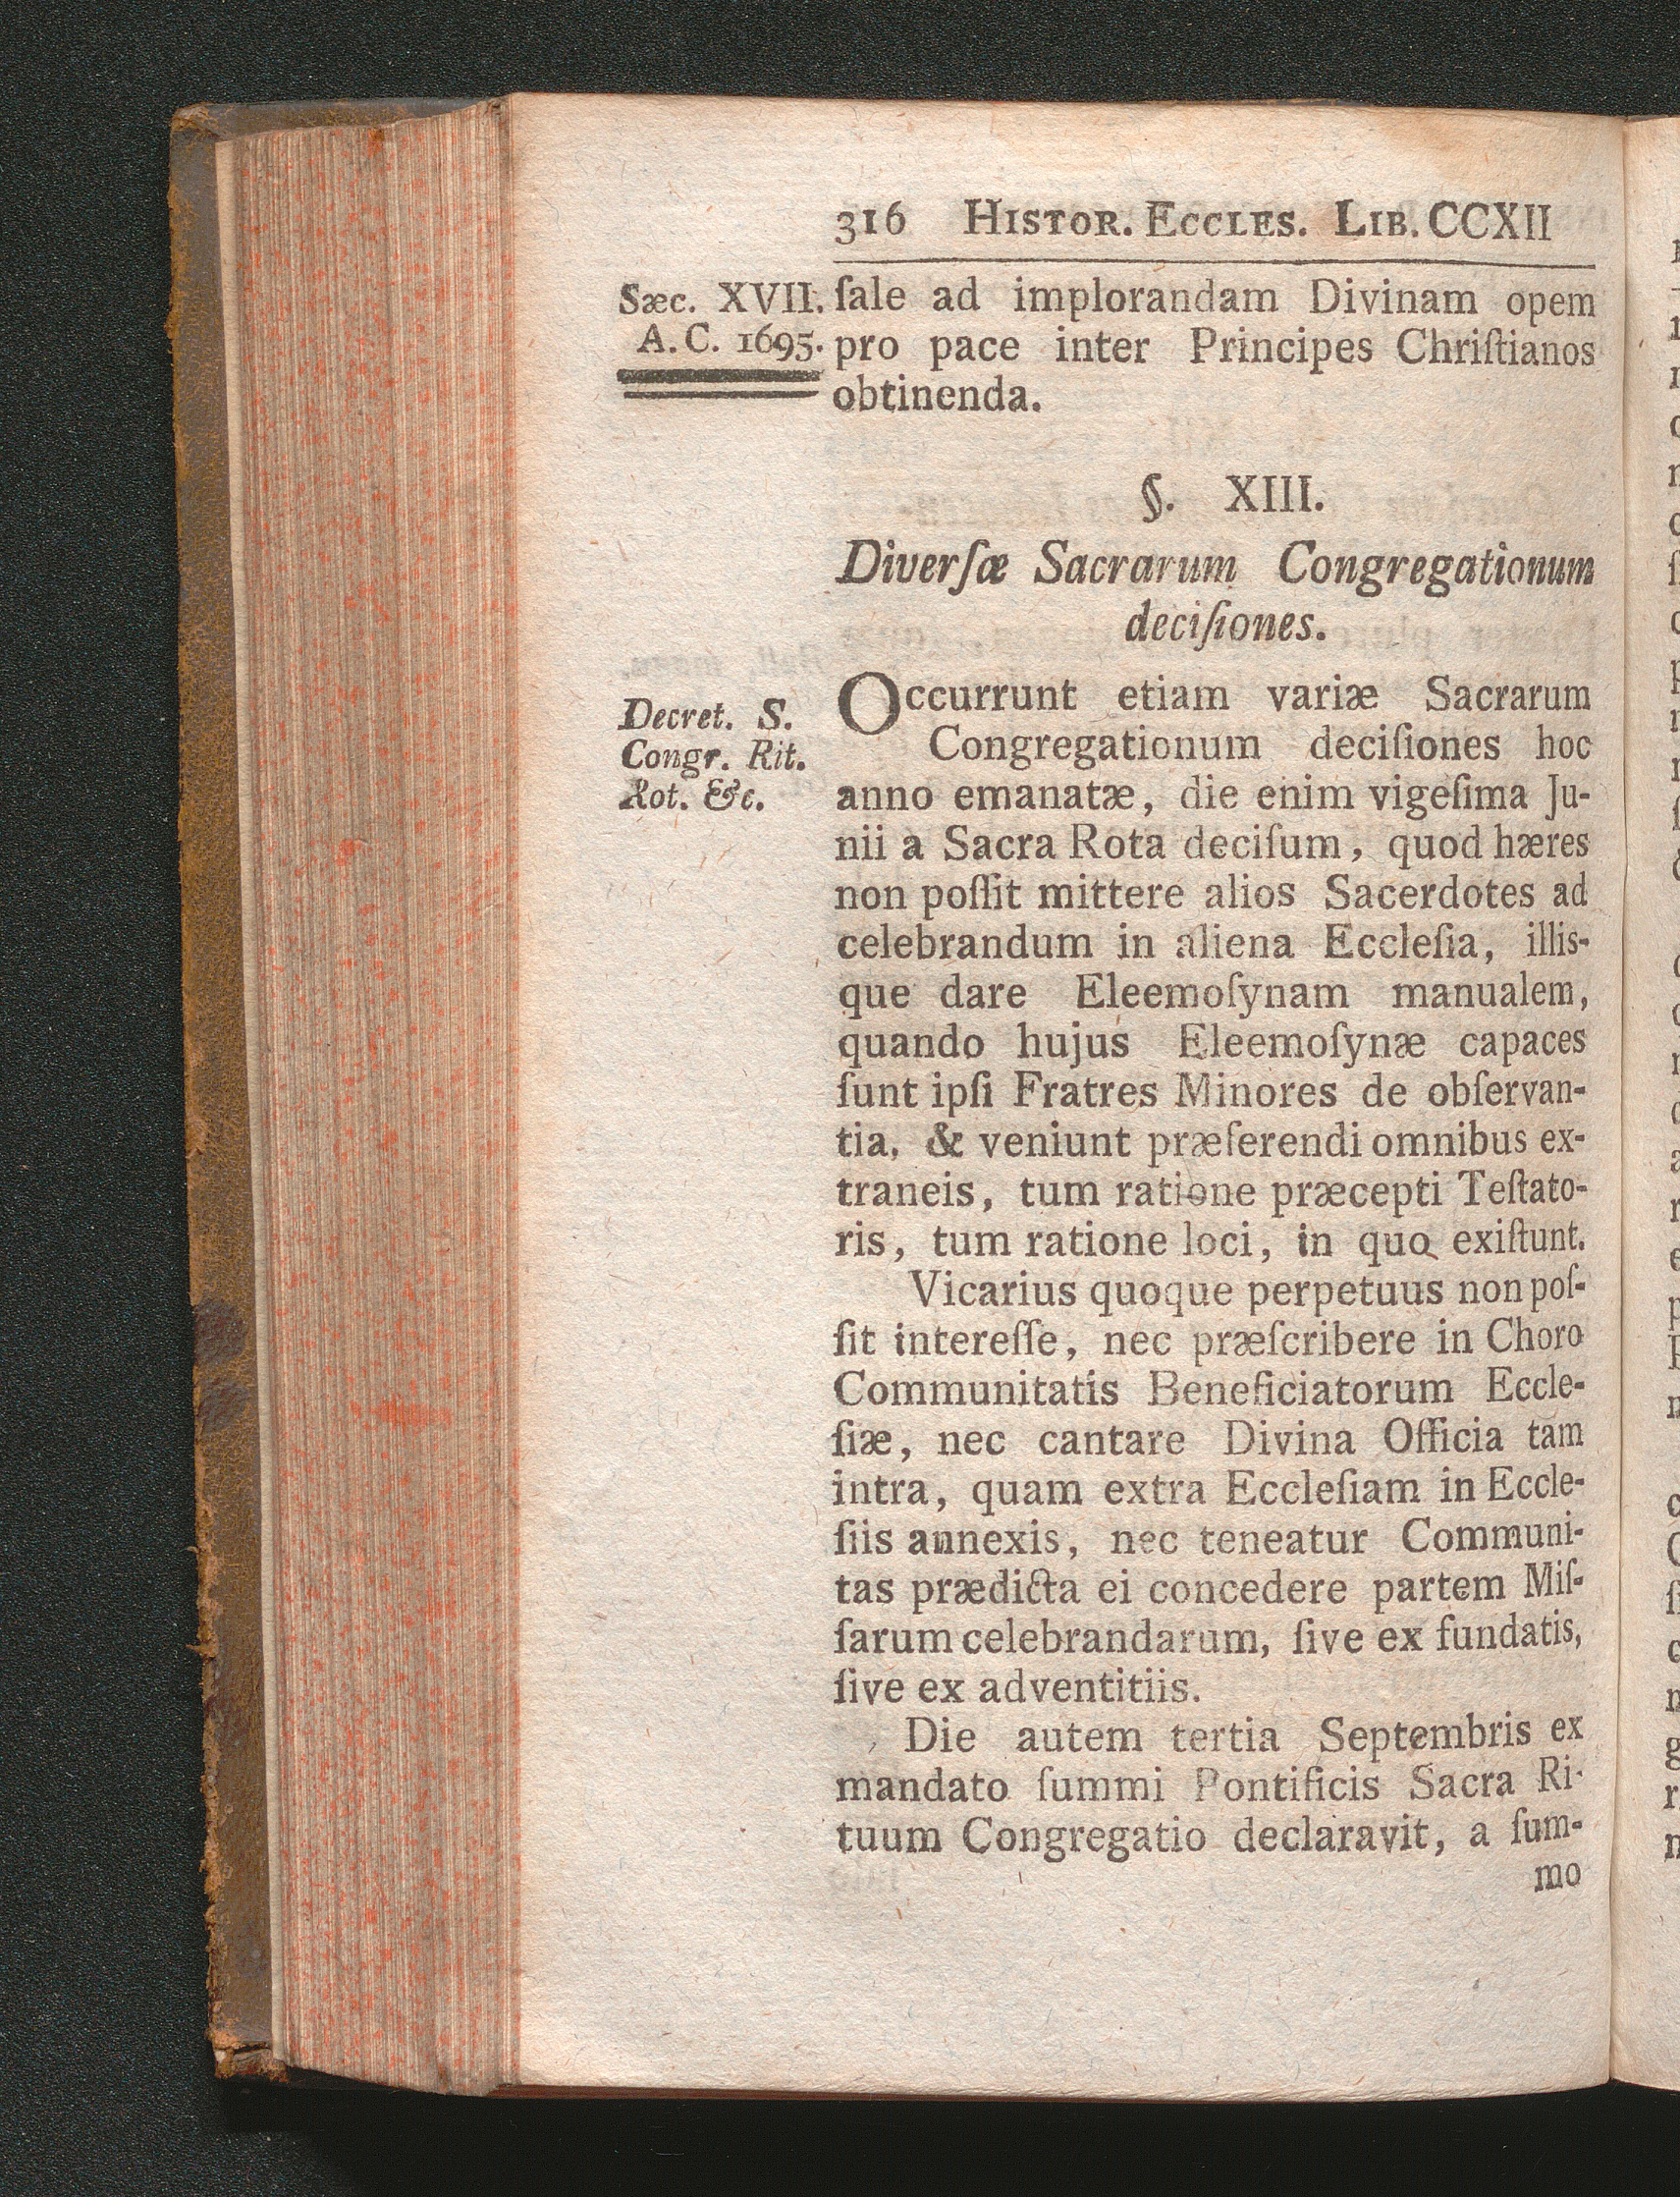 316 HISTOR. ECCLES. LIB. CCXII
Sæc. XVII.
A. C. 1695.
ſale ad implorandam Divinam opem
pro pace inter Principes Chriſtianos
obtinenda.
§. XIII.
Diverſæ Sacrarum Congregationum
deciſiones.
Decret. S.
Congr. Rit.
Rot. &c.
Occurrunt etiam variæ Sacrarum
Congregationum deciſiones hoc
anno emanatæ, die enim vigeſima Ju-
nii a Sacra Rota deciſum, quod hæres
non poſſit mittere alios Sacerdotes ad
celebrandum in aliena Eccleſia, illis-
que dare Eleemoſynam manualem,
quando hujus Eleemoſynæ capaces
ſunt ipſi Fratres Minores de obſervan-
tia, & veniunt præferendi omnibus ex-
traneis, tum ratione præcepti Teſtato-
ris, tum ratione loci, in quo exiſtunt.
Vicarius quoque perpetuus non poſ-
ſit intereſſe, nec præſcribere in Choro
Communitatis Beneficiatorum Eccle-
ſiæ, nec cantare Divina Officia tam
intra, quam extra Eccleſiam in Eccle-
ſiis annexis, nec teneatur Communi-
tas prædicta ei concedere partem Miſ-
ſarum celebrandarum, ſive ex fundatis,
ſive ex adventitiis.
Die autem tertia Septembris ex
mandato ſummi Pontificis Sacra Ri-
tuum Congregatio declaravit, a ſum-
mo